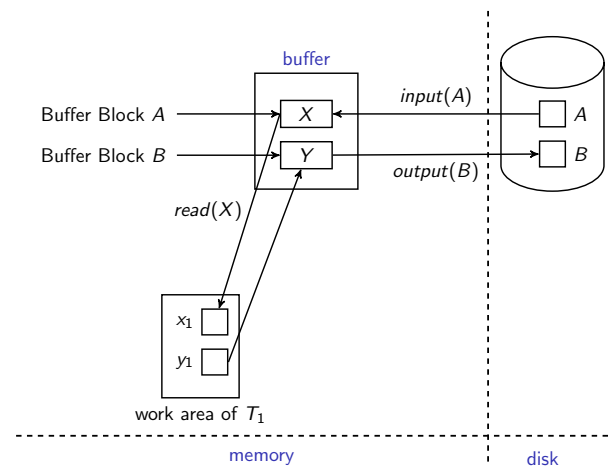 buffer
input(A)
Buffer Block A
X
A
Buffer Block B
Y
B
output(B)
read(X)
x1
y1
work area of T1
memory
disk